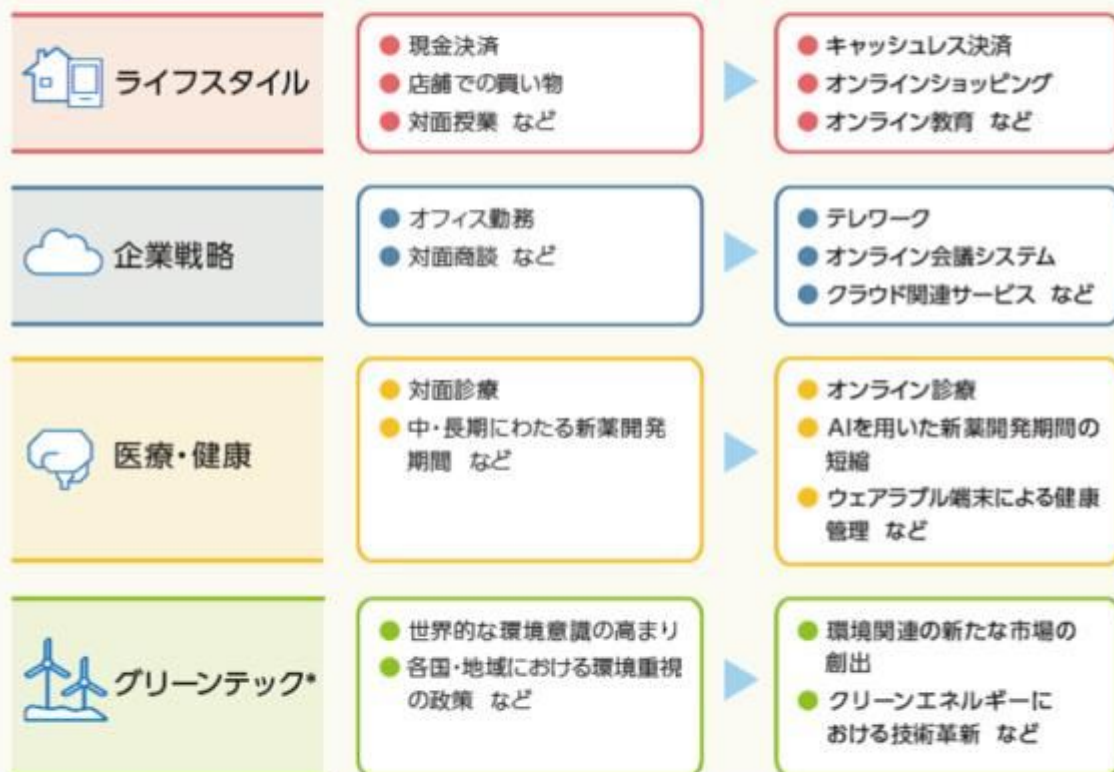 ライフスタイル
● 現金決済
● 店舗での買い物
● 対面授業 など
● キャッシュレス決済
● オンラインショッピング
● オンライン教育 など
企業戦略
● オフィス勤務
● 対面商談 など
● テレワーク
● オンライン会議システム
● クラウド関連サービス など
医療・健康
● 対面診療
● 中・長期にわたる新薬開発
期間 など
● オンライン診療
● AIを用いた新薬開発期間の
短縮
● ウェアラブル端末による健康
管理 など
グリーンテック*
● 世界的な環境意識の高まり
● 各国・地域における環境重視
の政策 など
● 環境関連の新たな市場の
創出
● クリーンエネルギーに
おける技術革新 など